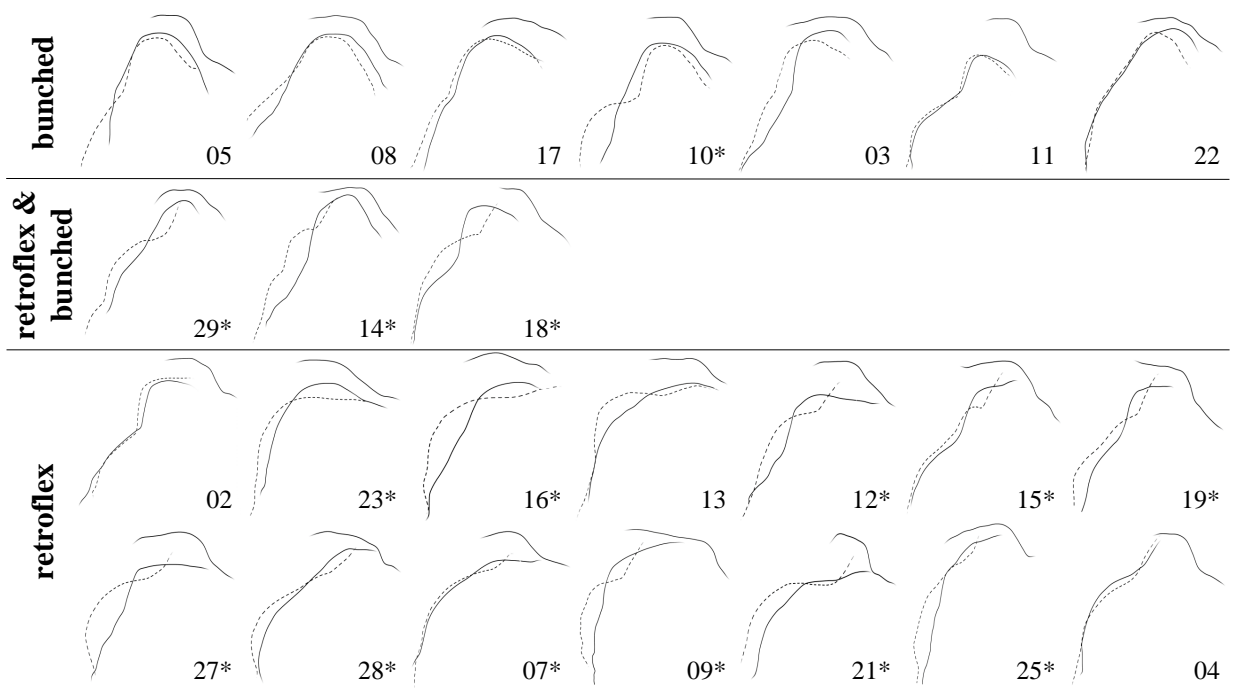 bunched
05 08 17 10* 03 11 22
retroflex &
bunched
29* 14* 18*
retroflex
02 23* 16* 13 12* 15* 19*
27* 28* 07* 09* 21* 25* 04